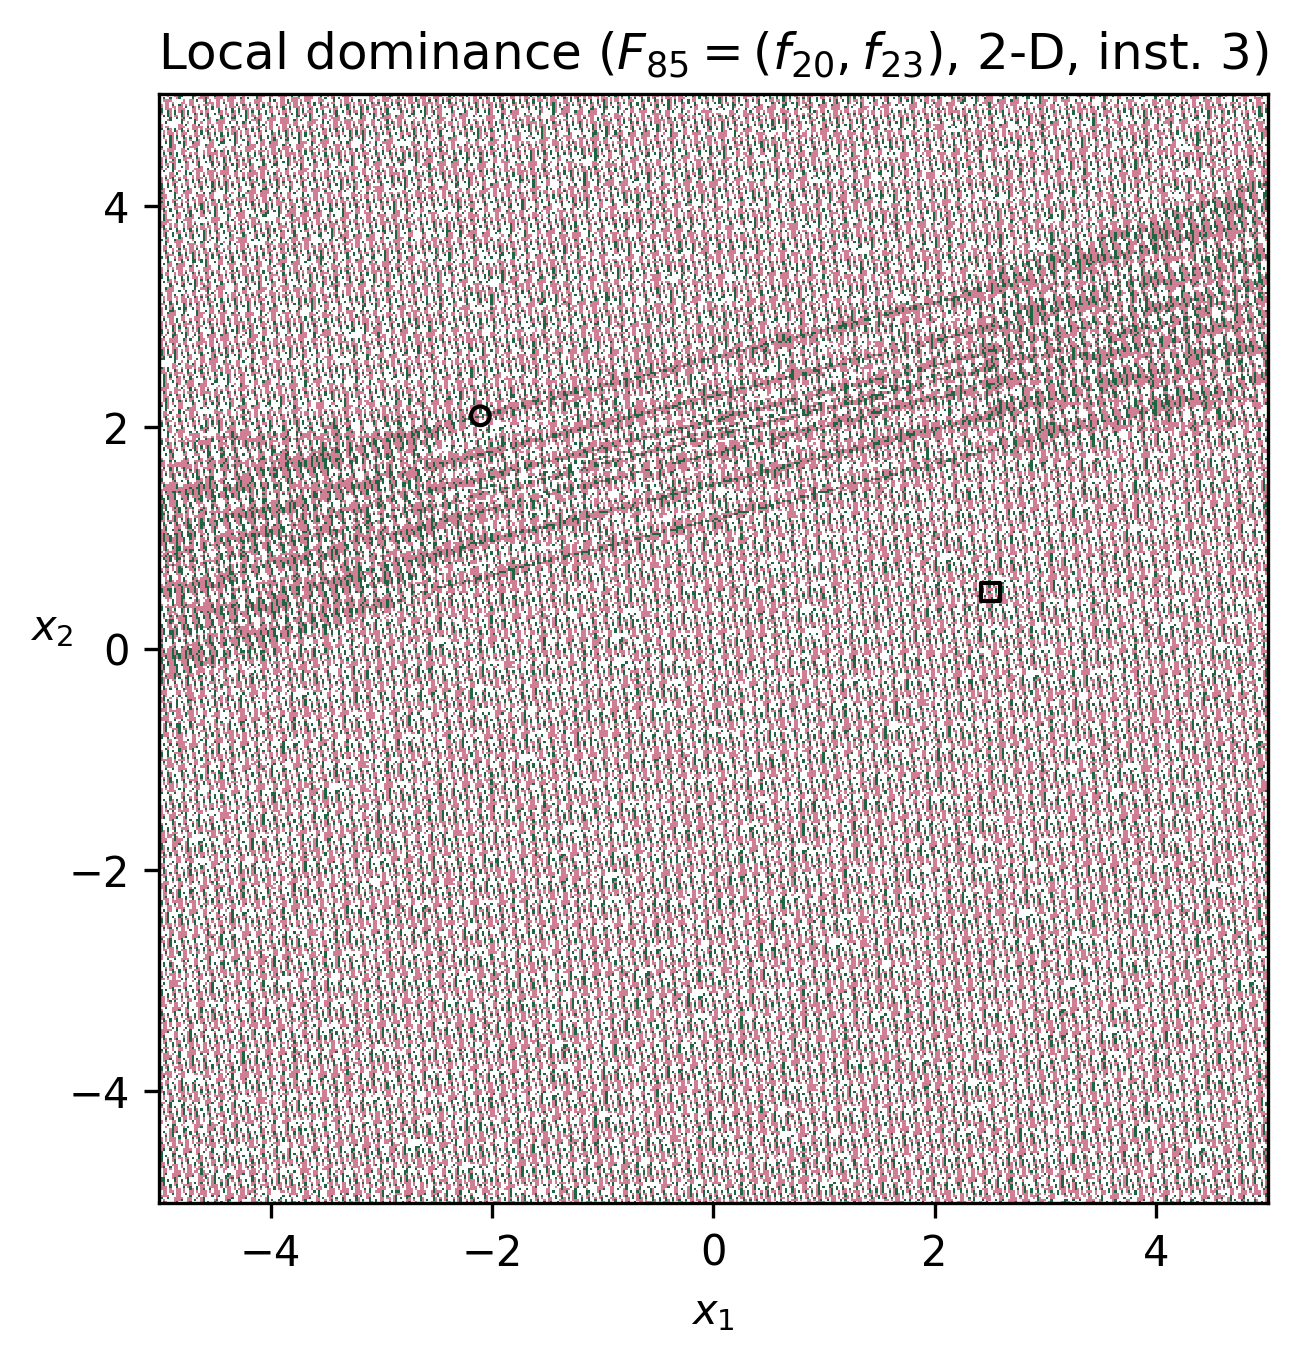 Local dominance (F₈₅ = (f₂₀, f₂₃), 2-D, inst. 3)
4
2
x₂ 0
−2
−4
−4 −2 0 2 4
x₁